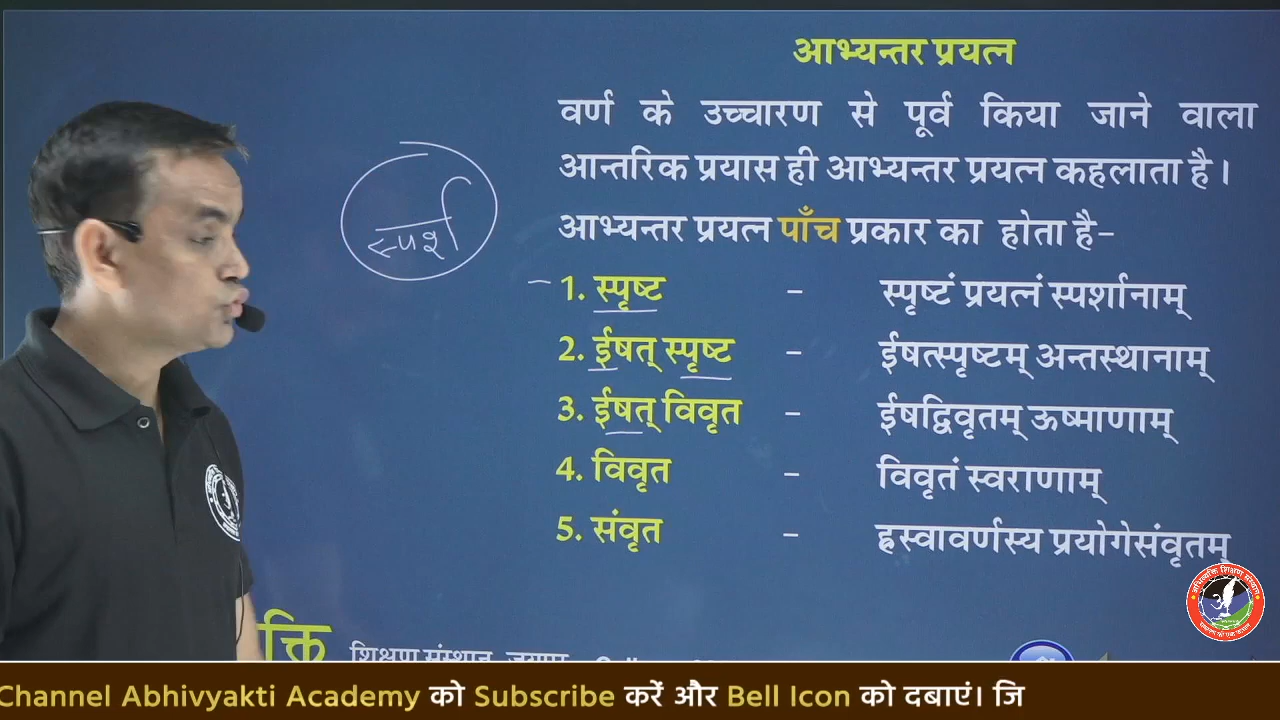 आभ्यन्तर प्रयत्न
वर्ण के उच्चारण से पूर्व किया जाने वाला
आन्तरिक प्रयास ही आभ्यन्तर प्रयत्न कहलाता है।
आभ्यन्तर प्रयत्न पाँच प्रकार का होता है–
स्पर्श
1. स्पृष्ट - स्पृष्टं प्रयत्नं स्पर्शानाम्
2. ईषत् स्पृष्ट - ईषत्स्पृष्टम् अन्तस्थानाम्
3. ईषत् विवृत - ईषद्विवृतम् ऊष्माणाम्
4. विवृत - विवृतं स्वराणाम्
5. संवृत - ह्रस्वावर्णस्य प्रयोगेसंवृतम्
क्ति शिक्षण संस्थान
Channel Abhivyakti Academy को Subscribe करें और Bell Icon को दबाएं। जि